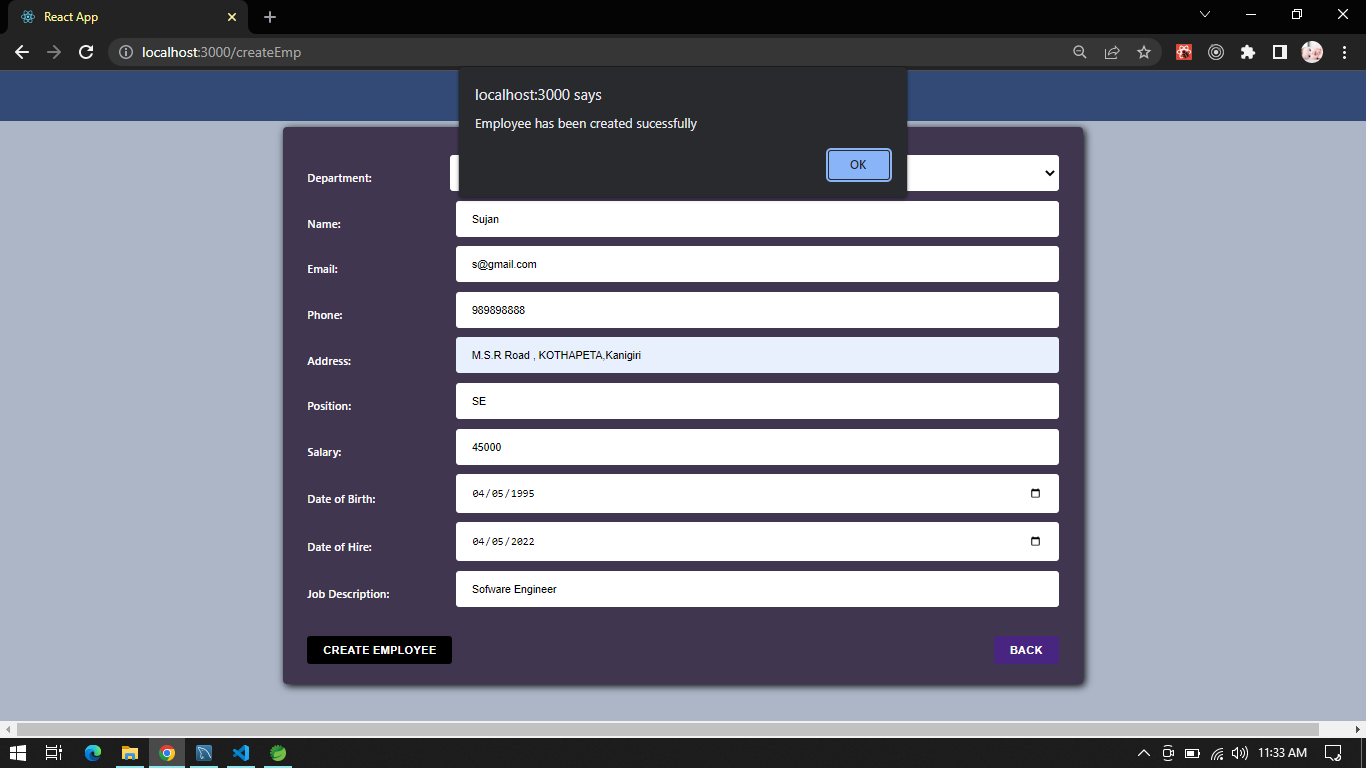 React App
localhost:3000/createEmp
localhost:3000 says
Employee has been created sucessfully
OK
Department:
Name:
Sujan
Email:
s@gmail.com
Phone:
989898888
Address:
M.S.R Road , KOTHAPETA,Kanigiri
Position:
SE
Salary:
45000
Date of Birth:
04/05/1995
Date of Hire:
04/05/2022
Job Description:
Sofware Engineer
CREATE EMPLOYEE
BACK
11:33 AM